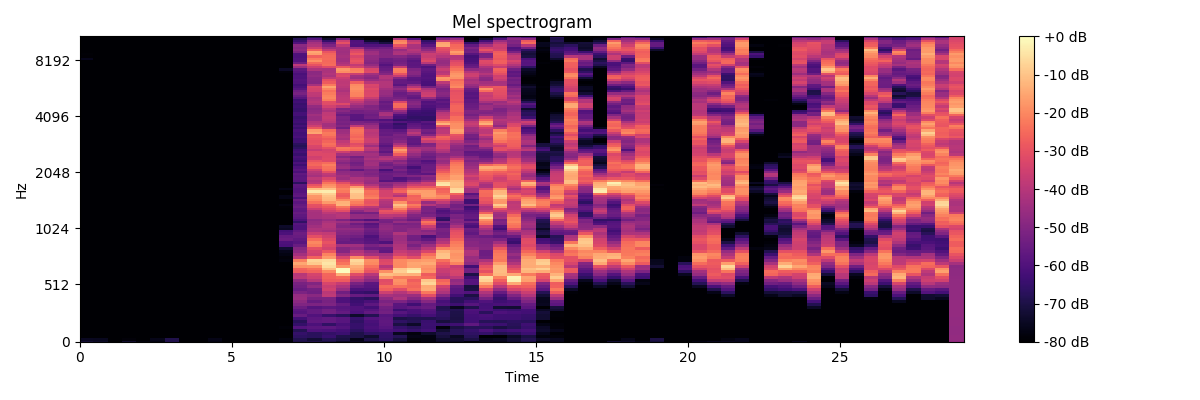 Mel spectrogram
Hz
8192
4096
2048
1024
512
0
0 5 10 15 20 25
Time
+0 dB
-10 dB
-20 dB
-30 dB
-40 dB
-50 dB
-60 dB
-70 dB
-80 dB